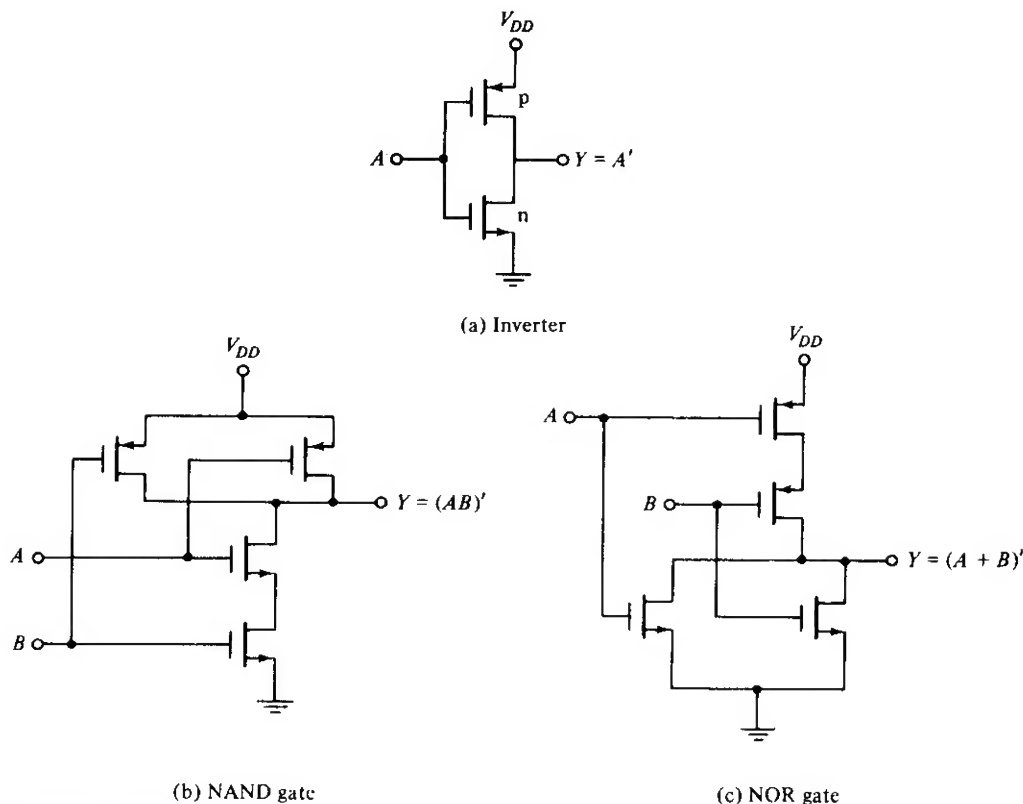 V_DD
p
A
Y = A'
n
(a) Inverter
V_DD
V_DD
A
B
Y = (AB)'
A
B
Y = (A + B)'
(b) NAND gate
(c) NOR gate